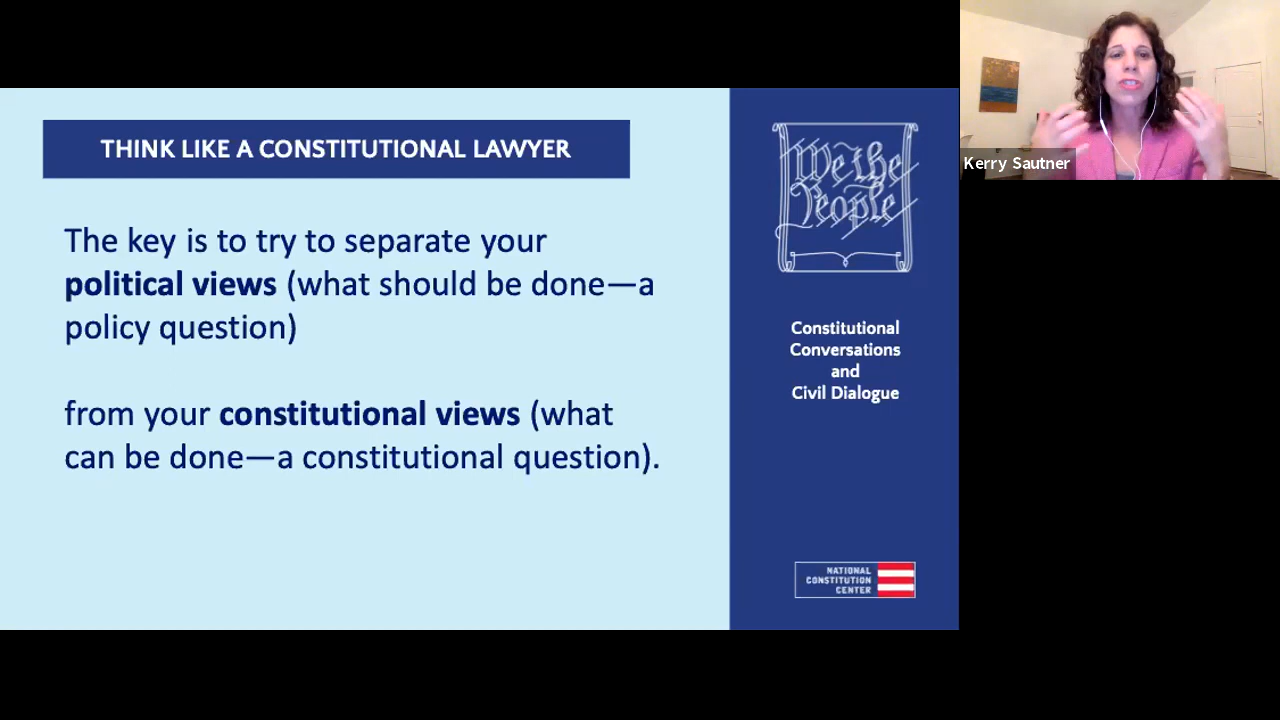 THINK LIKE A CONSTITUTIONAL LAWYER
The key is to try to separate your
political views (what should be done—a
policy question)
from your constitutional views (what
can be done—a constitutional question).
We the
People
Constitutional
Conversations
and
Civil Dialogue
NATIONAL
CONSTITUTION
CENTER
Kerry Sautner